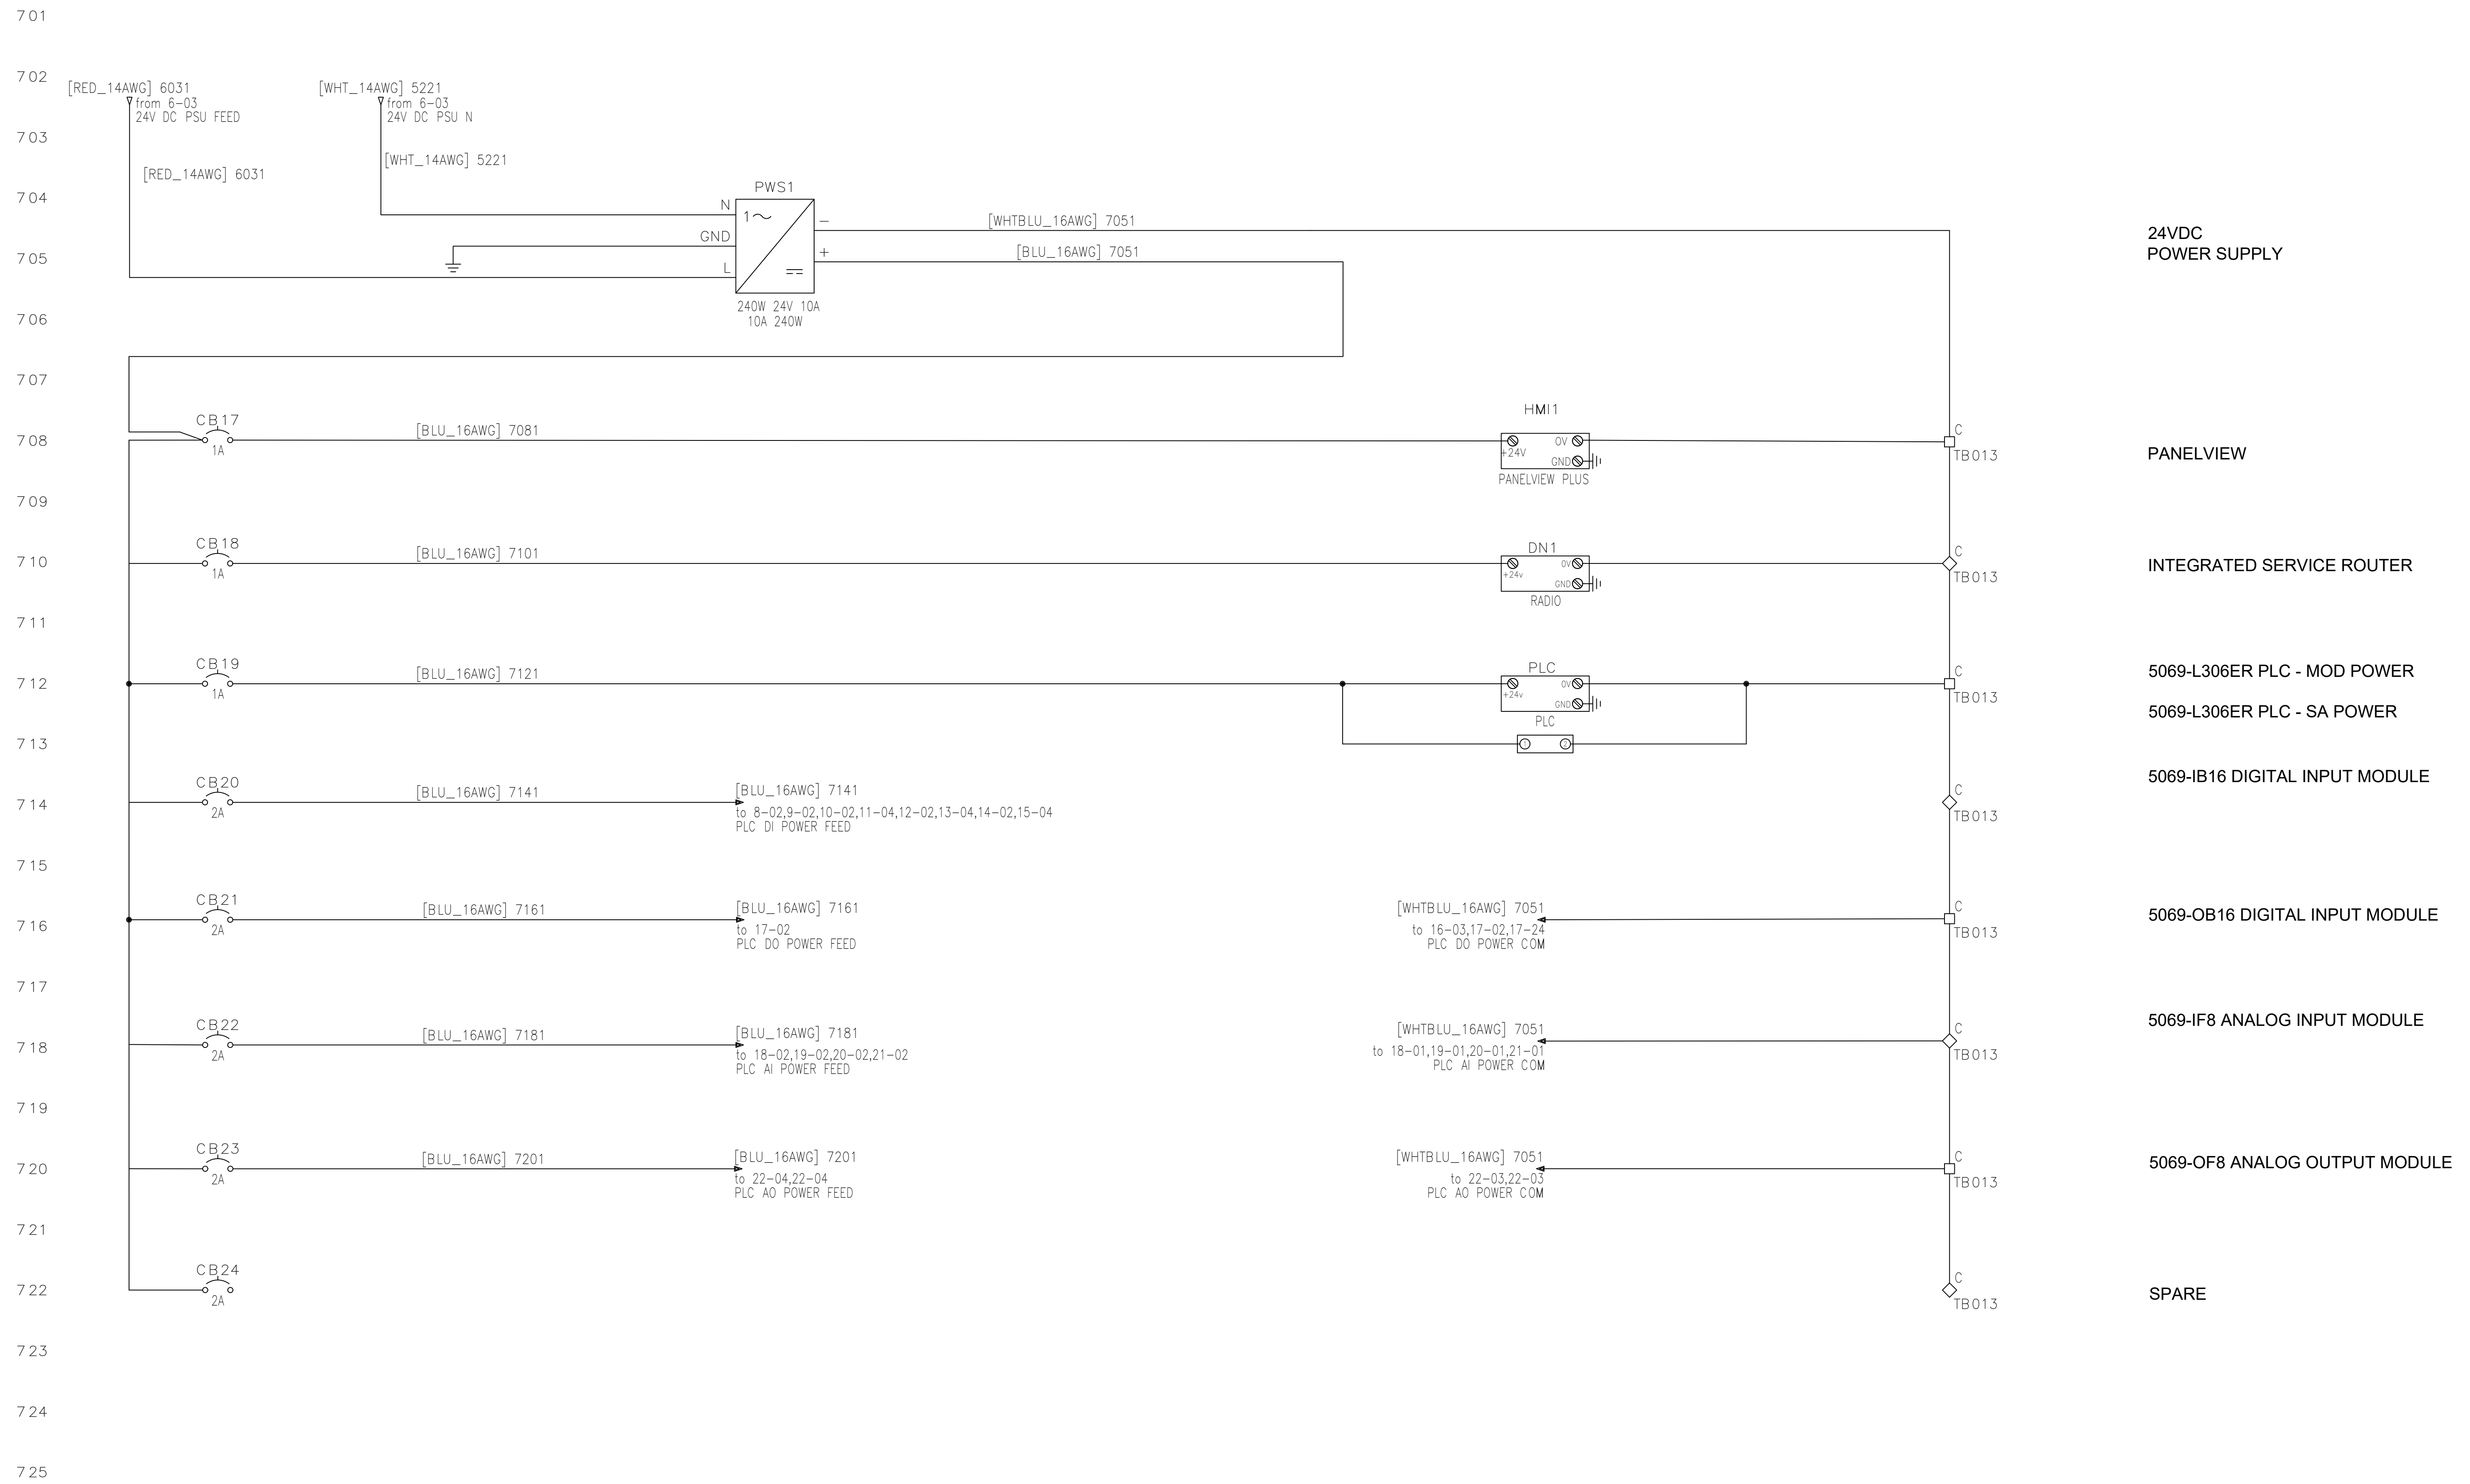 701
702
[RED_14AWG] 6031
from 6-03
24V DC PSU FEED
[WHT_14AWG] 5221
from 6-03
24V DC PSU N
703
[WHT_14AWG] 5221
[RED_14AWG] 6031
704
PWS1
N
1
GND
L
–
+
[WHTBLU_16AWG] 7051
[BLU_16AWG] 7051
24VDC
POWER SUPPLY
705
240W 24V 10A
10A 240W
706
707
CB17
1A
[BLU_16AWG] 7081
HMI1
+24V
0V
GND
PANELVIEW PLUS
C
TB013
708
PANELVIEW
709
CB18
1A
[BLU_16AWG] 7101
DN1
+24v
0V
GND
RADIO
C
TB013
710
INTEGRATED SERVICE ROUTER
711
CB19
1A
[BLU_16AWG] 7121
PLC
+24v
0V
GND
PLC
C
TB013
712
5069-L306ER PLC - MOD POWER
5069-L306ER PLC - SA POWER
713
1
2
5069-IB16 DIGITAL INPUT MODULE
CB20
2A
[BLU_16AWG] 7141
[BLU_16AWG] 7141
to 8-02,9-02,10-02,11-04,12-02,13-04,14-02,15-04
PLC DI POWER FEED
C
TB013
714
715
CB21
2A
[BLU_16AWG] 7161
[BLU_16AWG] 7161
to 17-02
PLC DO POWER FEED
[WHTBLU_16AWG] 7051
to 16-03,17-02,17-24
PLC DO POWER COM
C
TB013
5069-OB16 DIGITAL INPUT MODULE
716
717
CB22
2A
[BLU_16AWG] 7181
[BLU_16AWG] 7181
to 18-02,19-02,20-02,21-02
PLC AI POWER FEED
[WHTBLU_16AWG] 7051
to 18-01,19-01,20-01,21-01
PLC AI POWER COM
C
TB013
5069-IF8 ANALOG INPUT MODULE
718
719
CB23
2A
[BLU_16AWG] 7201
[BLU_16AWG] 7201
to 22-04,22-04
PLC AO POWER FEED
[WHTBLU_16AWG] 7051
to 22-03,22-03
PLC AO POWER COM
C
TB013
5069-OF8 ANALOG OUTPUT MODULE
720
721
CB24
2A
C
TB013
722
SPARE
723
724
725